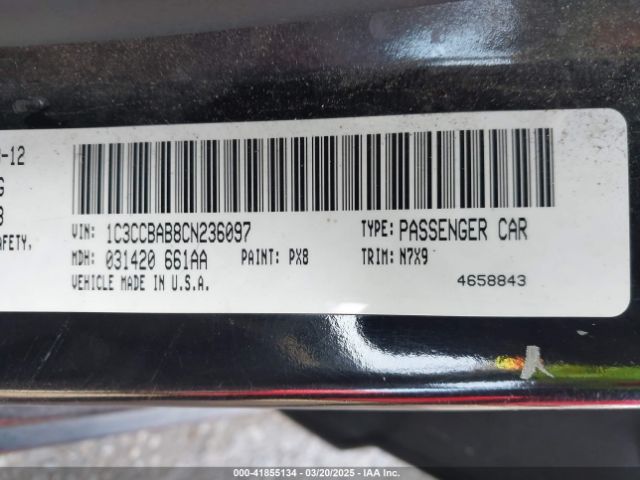 -12
G
SAFETY,
VIN: 1C3CCBAB8CN236097 TYPE: PASSENGER CAR
MDH: 031420 661AA PAINT: PX8 TRIM: N7X9
VEHICLE MADE IN U.S.A. 4658843
000-41855134 - 03/20/2025 - IAA Inc.